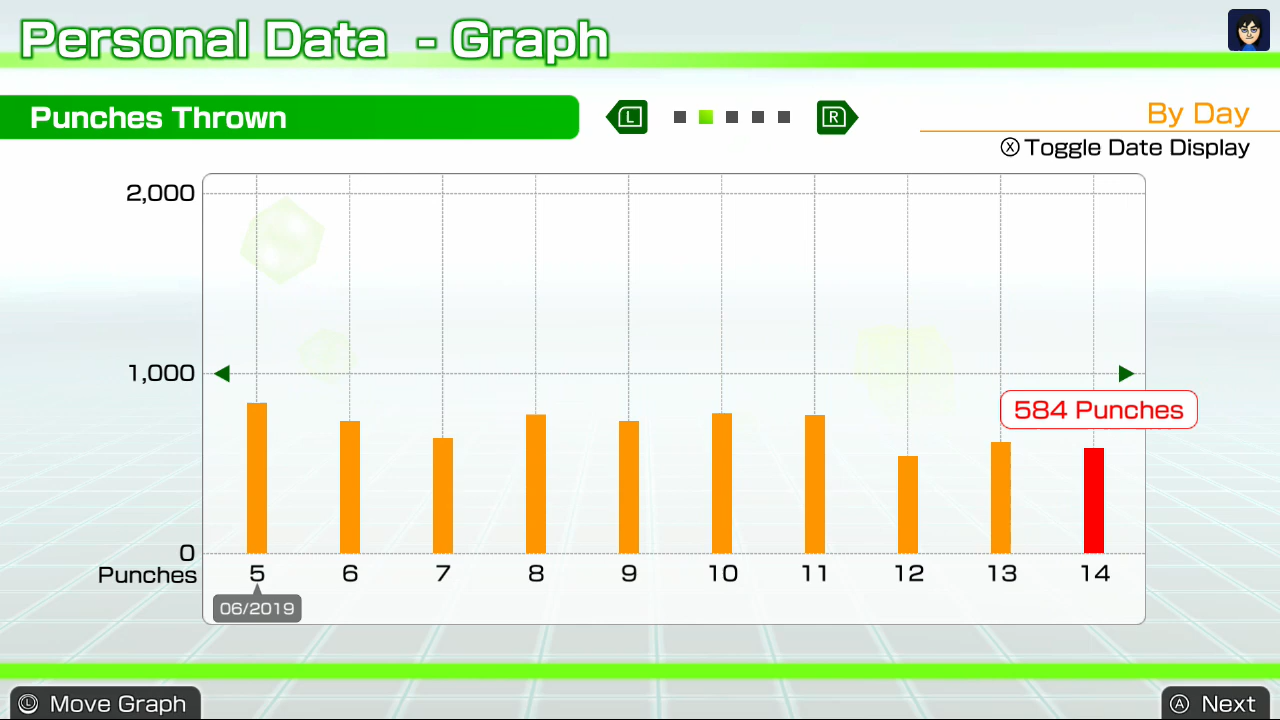 Personal Data - Graph
Punches Thrown
L
R
By Day
X Toggle Date Display
2,000
1,000
584 Punches
0
Punches 5 6 7 8 9 10 11 12 13 14
06/2019
L Move Graph
A Next